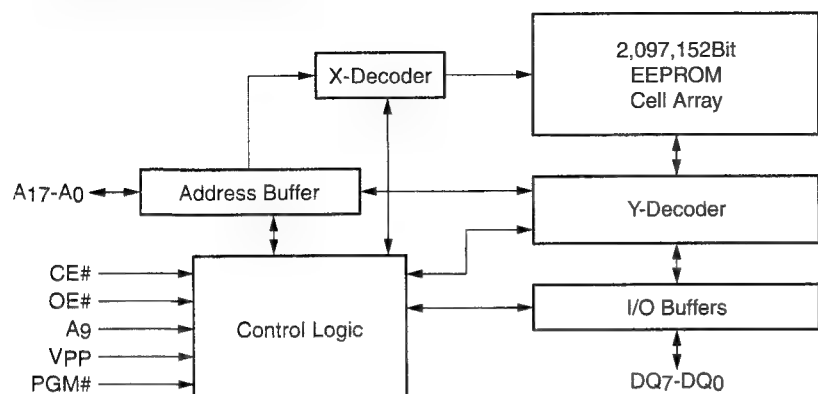 2,097,152Bit
EEPROM
Cell Array
X-Decoder
A17-A0
Address Buffer
Y-Decoder
CE#
OE#
A9
VPP
PGM#
Control Logic
I/O Buffers
DQ7-DQ0